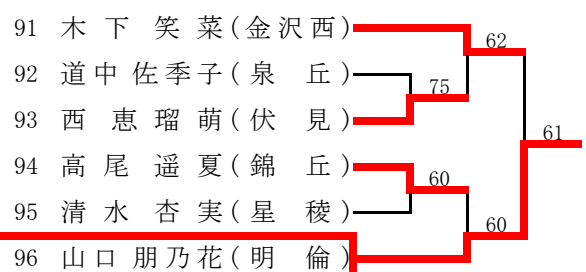 91 木下 笑菜(金沢西)
62
92 道中佐季子(泉 丘)
75
93 西 恵瑠萌(伏 見)
61
94 高尾 遥夏(錦 丘)
60
95 清水 杏実(星 稜)
60
96 山口 朋乃花(明 倫)